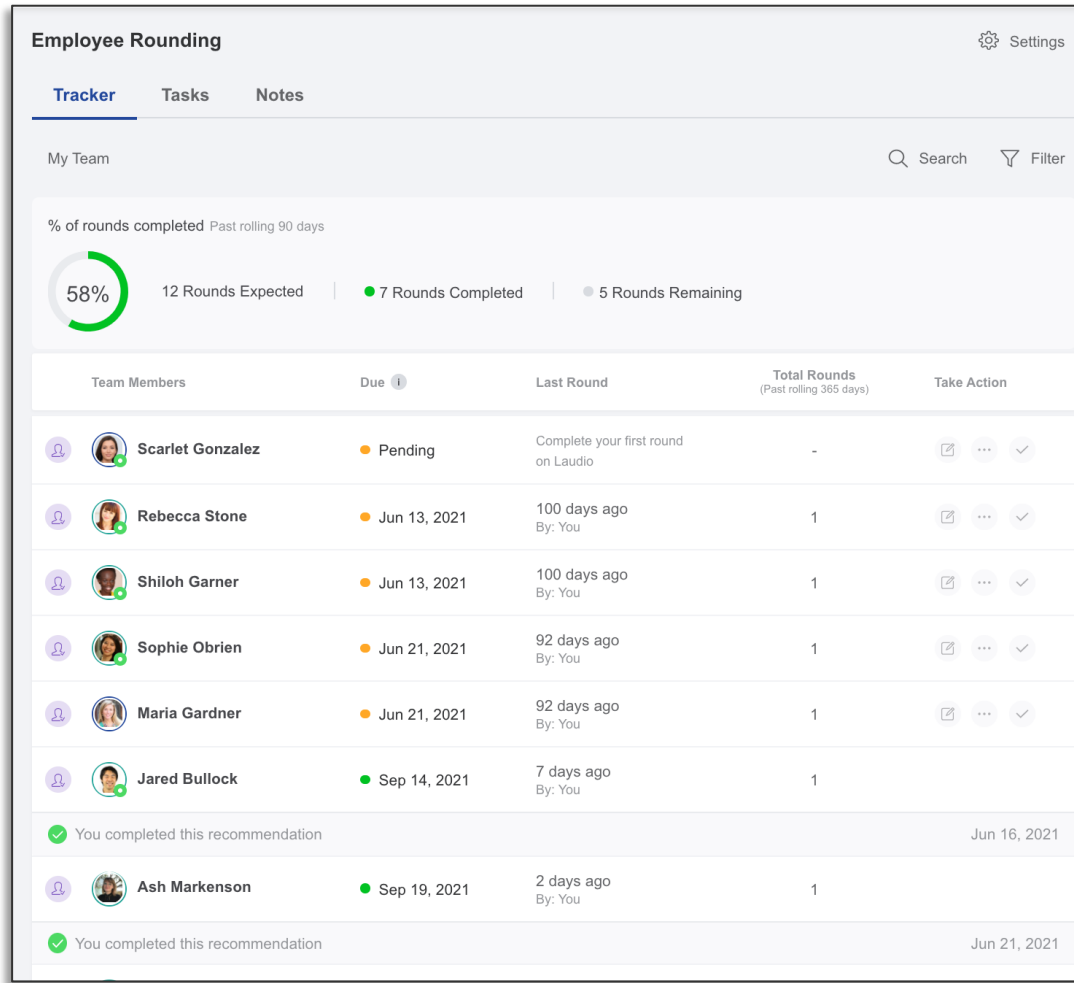 Employee Rounding
Settings
Tracker Tasks Notes
My Team
Search Filter
% of rounds completed Past rolling 90 days
58% 12 Rounds Expected 7 Rounds Completed 5 Rounds Remaining
Team Members Due i Last Round Total Rounds Take Action
(Past rolling 365 days)
Scarlet Gonzalez Pending Complete your first round -
on Laudio
Rebecca Stone Jun 13, 2021 100 days ago 1
By: You
Shiloh Garner Jun 13, 2021 100 days ago 1
By: You
Sophie Obrien Jun 21, 2021 92 days ago 1
By: You
Maria Gardner Jun 21, 2021 92 days ago 1
By: You
Jared Bullock Sep 14, 2021 7 days ago 1
By: You
You completed this recommendation Jun 16, 2021
Ash Markenson Sep 19, 2021 2 days ago 1
By: You
You completed this recommendation Jun 21, 2021